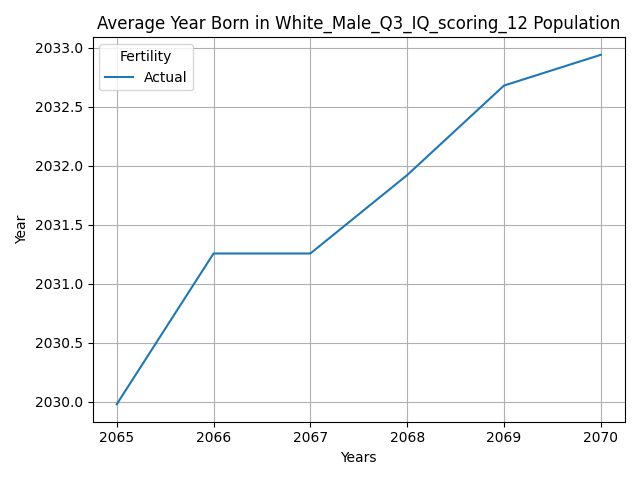 Average Year Born in White_Male_Q3_IQ_scoring_12 Population
Fertility
Actual
2033.0
2032.5
2032.0
2031.5
2031.0
2030.5
2030.0
Year
2065 2066 2067 2068 2069 2070
Years